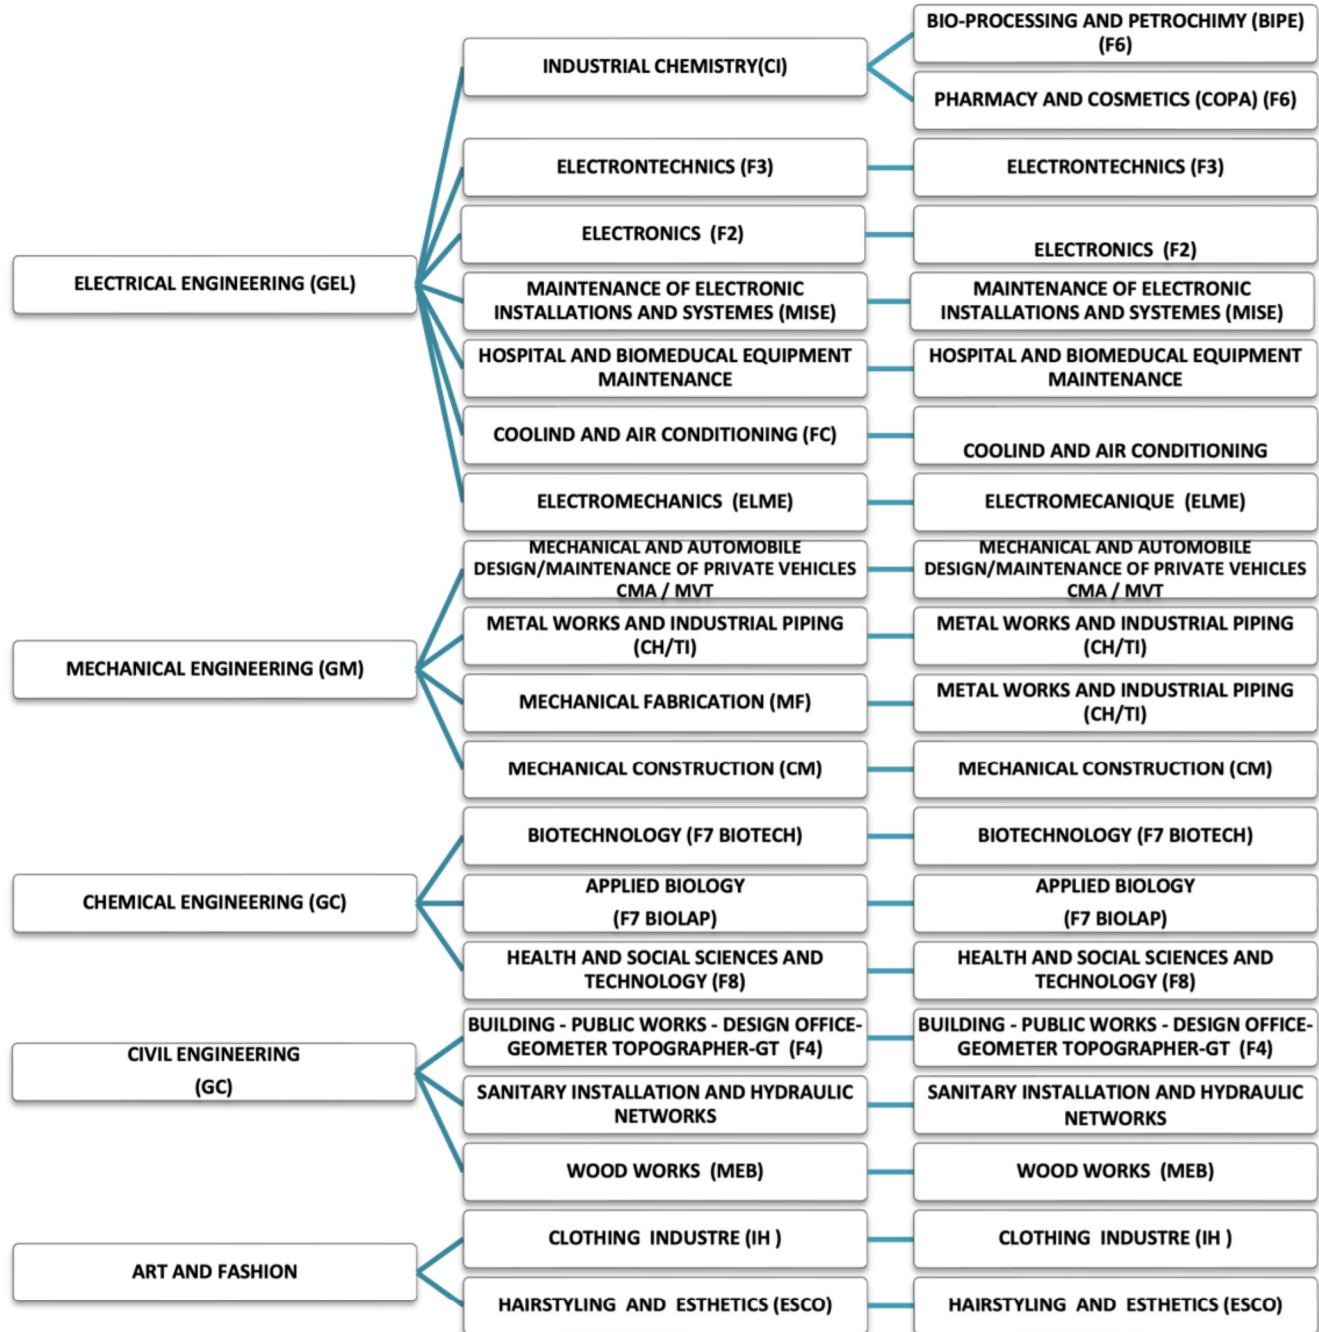 BIO-PROCESSING AND PETROCHIMY (BIPE)
(F6)
INDUSTRIAL CHEMISTRY(CI)
PHARMACY AND COSMETICS (COPA) (F6)
ELECTRONTECHNICS (F3)
ELECTRONTECHNICS (F3)
ELECTRONICS (F2)
ELECTRONICS (F2)
ELECTRICAL ENGINEERING (GEL)
MAINTENANCE OF ELECTRONIC
INSTALLATIONS AND SYSTEMES (MISE)
MAINTENANCE OF ELECTRONIC
INSTALLATIONS AND SYSTEMES (MISE)
HOSPITAL AND BIOMEDUCAL EQUIPMENT
MAINTENANCE
HOSPITAL AND BIOMEDUCAL EQUIPMENT
MAINTENANCE
COOLIND AND AIR CONDITIONING (FC)
COOLIND AND AIR CONDITIONING
ELECTROMECHANICS (ELME)
ELECTROMECANIQUE (ELME)
MECHANICAL AND AUTOMOBILE
DESIGN/MAINTENANCE OF PRIVATE VEHICLES
CMA / MVT
MECHANICAL AND AUTOMOBILE
DESIGN/MAINTENANCE OF PRIVATE VEHICLES
CMA / MVT
METAL WORKS AND INDUSTRIAL PIPING
(CH/TI)
METAL WORKS AND INDUSTRIAL PIPING
(CH/TI)
MECHANICAL ENGINEERING (GM)
MECHANICAL FABRICATION (MF)
METAL WORKS AND INDUSTRIAL PIPING
(CH/TI)
MECHANICAL CONSTRUCTION (CM)
MECHANICAL CONSTRUCTION (CM)
BIOTECHNOLOGY (F7 BIOTECH)
BIOTECHNOLOGY (F7 BIOTECH)
CHEMICAL ENGINEERING (GC)
APPLIED BIOLOGY
(F7 BIOLAP)
APPLIED BIOLOGY
(F7 BIOLAP)
HEALTH AND SOCIAL SCIENCES AND
TECHNOLOGY (F8)
HEALTH AND SOCIAL SCIENCES AND
TECHNOLOGY (F8)
BUILDING - PUBLIC WORKS - DESIGN OFFICE-
GEOMETER TOPOGRAPHER-GT (F4)
BUILDING - PUBLIC WORKS - DESIGN OFFICE-
GEOMETER TOPOGRAPHER-GT (F4)
CIVIL ENGINEERING
(GC)
SANITARY INSTALLATION AND HYDRAULIC
NETWORKS
SANITARY INSTALLATION AND HYDRAULIC
NETWORKS
WOOD WORKS (MEB)
WOOD WORKS (MEB)
CLOTHING INDUSTRE (IH )
CLOTHING INDUSTRE (IH )
ART AND FASHION
HAIRSTYLING AND ESTHETICS (ESCO)
HAIRSTYLING AND ESTHETICS (ESCO)